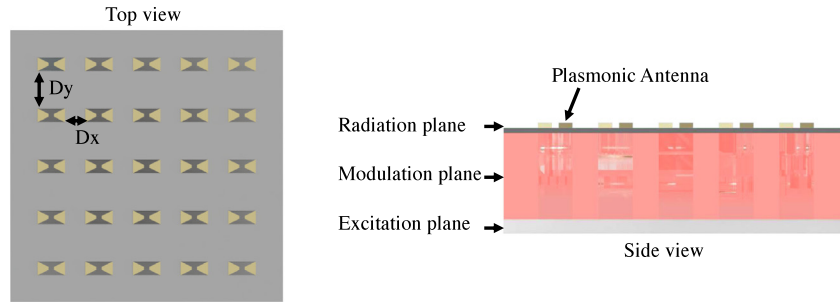 Top view
Dy
Dx
Plasmonic Antenna
Radiation plane
Modulation plane
Excitation plane
Side view